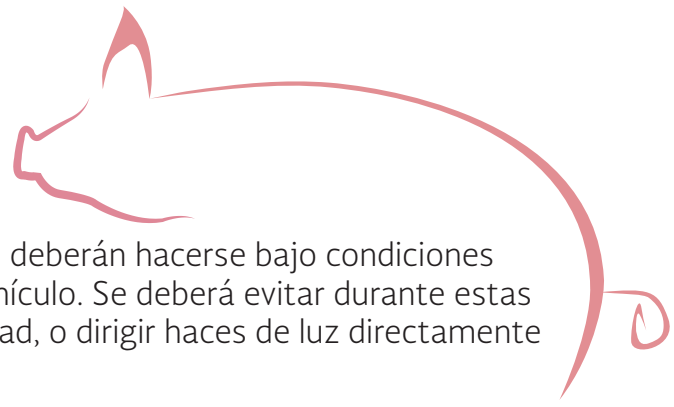 deberán hacerse bajo condiciones
hículo. Se deberá evitar durante estas
ad, o dirigir haces de luz directamente